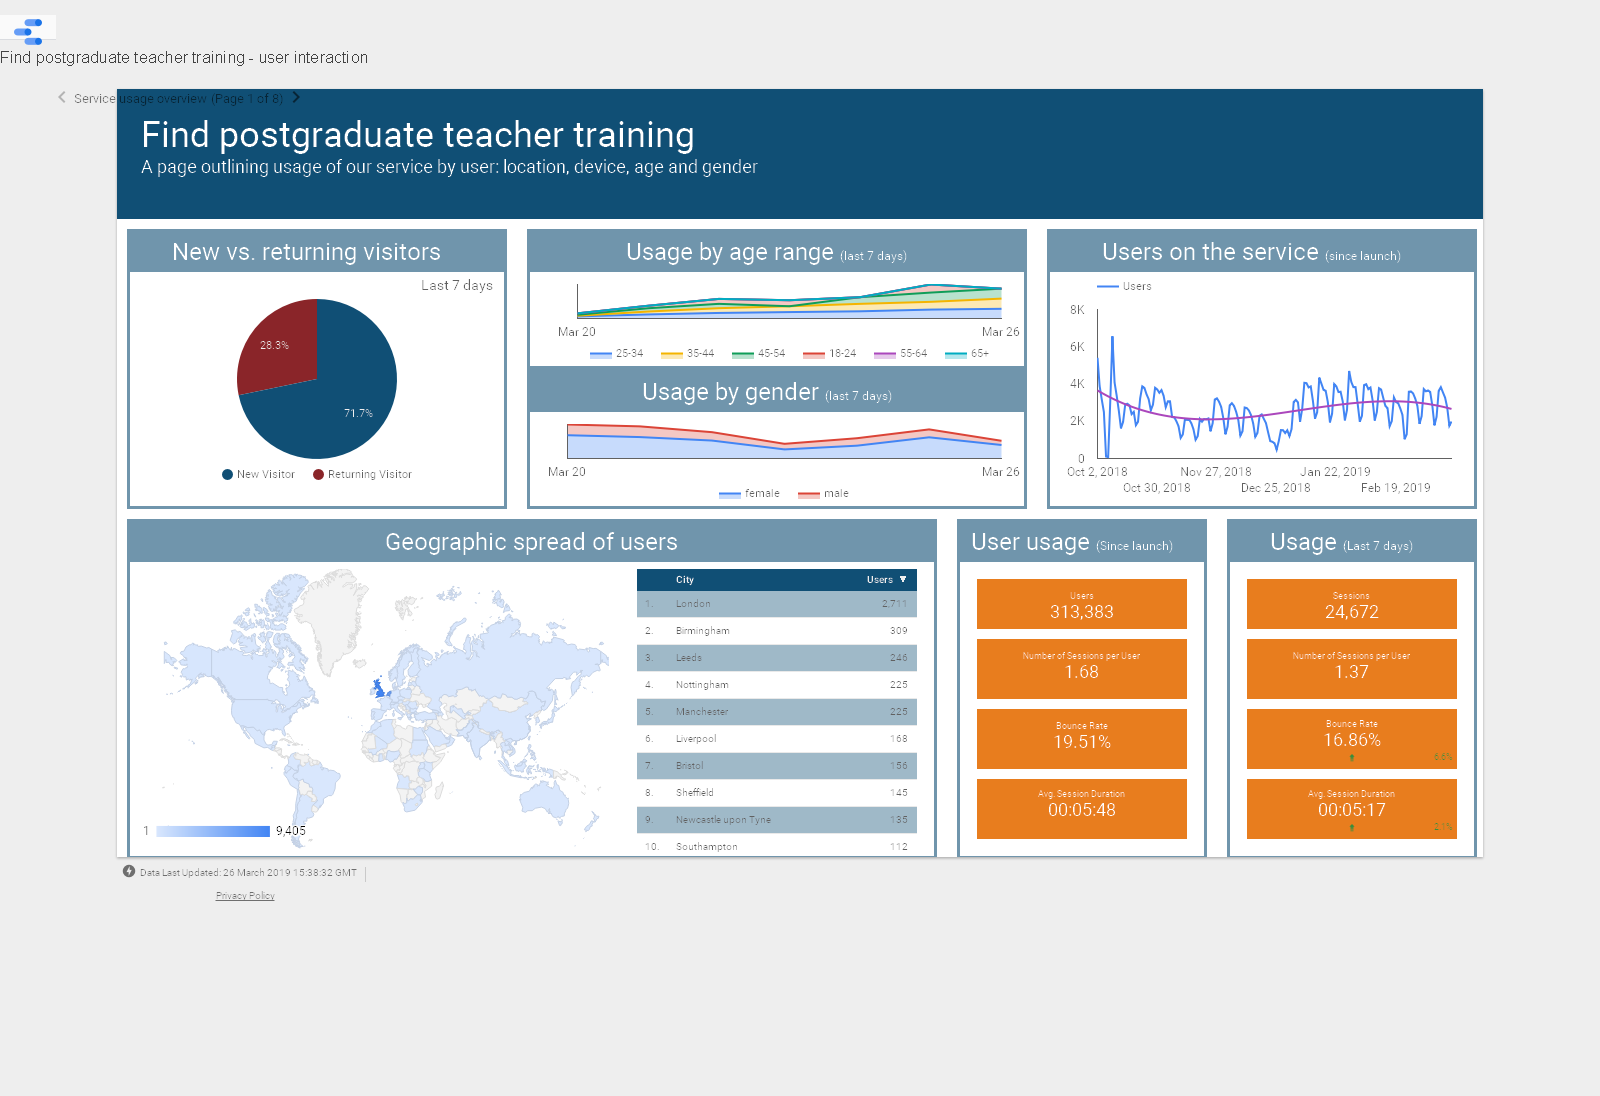 Find postgraduate teacher training - user interaction
Service usage overview (Page 1 of 8)
Find postgraduate teacher training
A page outlining usage of our service by user: location, device, age and gender
New vs. returning visitors
Last 7 days
28.3%
71.7%
New Visitor Returning Visitor
Usage by age range (last 7 days)
Mar 20 Mar 26
25-34 35-44 45-54 18-24 55-64 65+
Usage by gender (last 7 days)
Mar 20 Mar 26
female male
Users on the service (since launch)
Users
8K
6K
4K
2K
0
Oct 2, 2018 Nov 27, 2018 Jan 22, 2019
Oct 30, 2018 Dec 25, 2018 Feb 19, 2019
Geographic spread of users
1 9,405
City Users
1. London 2,711
2. Birmingham 309
3. Leeds 246
4. Nottingham 225
5. Manchester 225
6. Liverpool 168
7. Bristol 156
8. Sheffield 145
9. Newcastle upon Tyne 135
10. Southampton 112
User usage (Since launch)
Users
313,383
Number of Sessions per User
1.68
Bounce Rate
19.51%
Avg. Session Duration
00:05:48
Usage (Last 7 days)
Sessions
24,672
Number of Sessions per User
1.37
Bounce Rate
16.86%
6.6%
Avg. Session Duration
00:05:17
2.1%
Data Last Updated: 26 March 2019 15:38:32 GMT
Privacy Policy